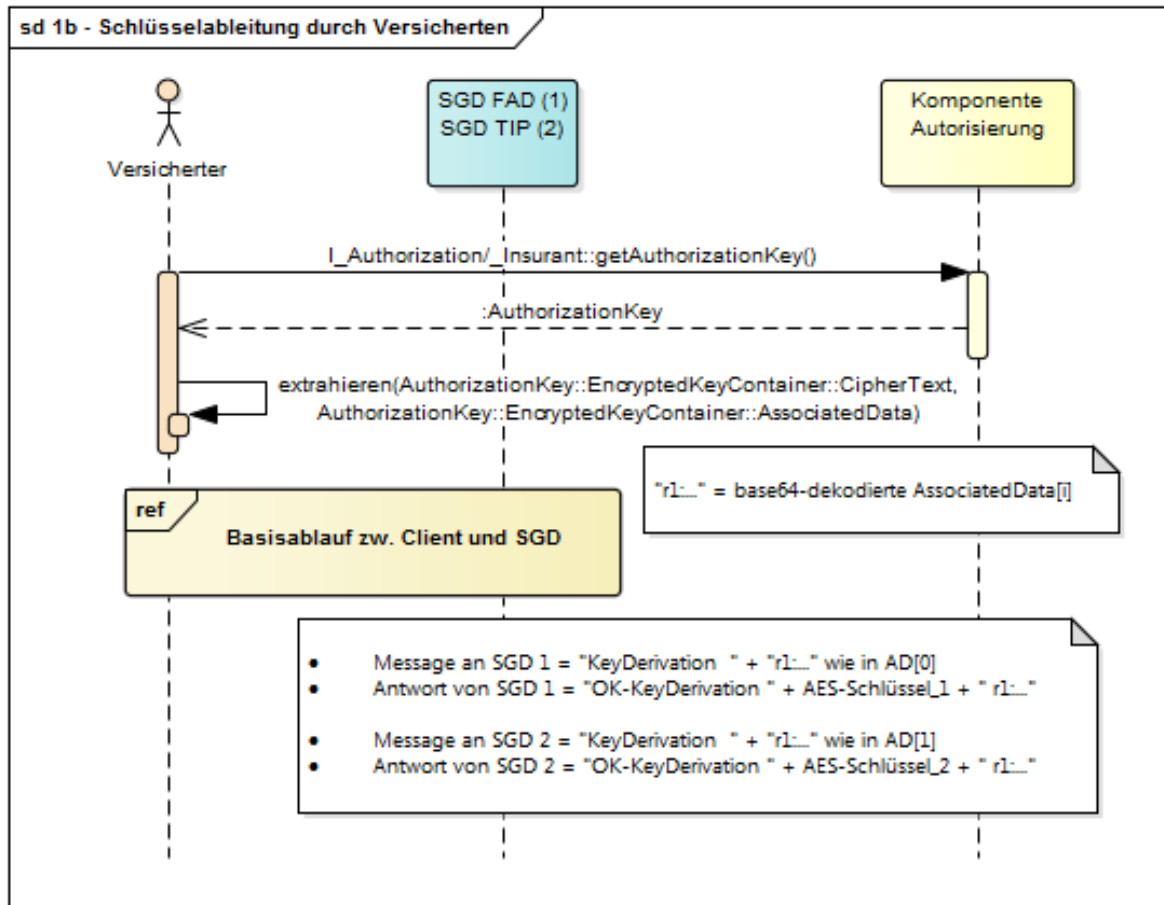 sd 1b - Schlüsselableitung durch Versicherten
SGD FAD (1)
SGD TIP (2)
Komponente
Autorisierung
Versicherter
I_Authorization/_Insurant::getAuthorizationKey()
:AuthorizationKey
extrahieren(AuthorizationKey::EncryptedKeyContainer::CipherText,
AuthorizationKey::EncryptedKeyContainer::AssociatedData)
"r1:..." = base64-dekodierte AssociatedData[i]
ref
Basisablauf zw. Client und SGD
• Message an SGD 1 = "KeyDerivation " + "r1:..." wie in AD[0]
• Antwort von SGD 1 = "OK-KeyDerivation " + AES-Schlüssel_1 + " r1:..."
• Message an SGD 2 = "KeyDerivation " + "r1:..." wie in AD[1]
• Antwort von SGD 2 = "OK-KeyDerivation " + AES-Schlüssel_2 + " r1:..."